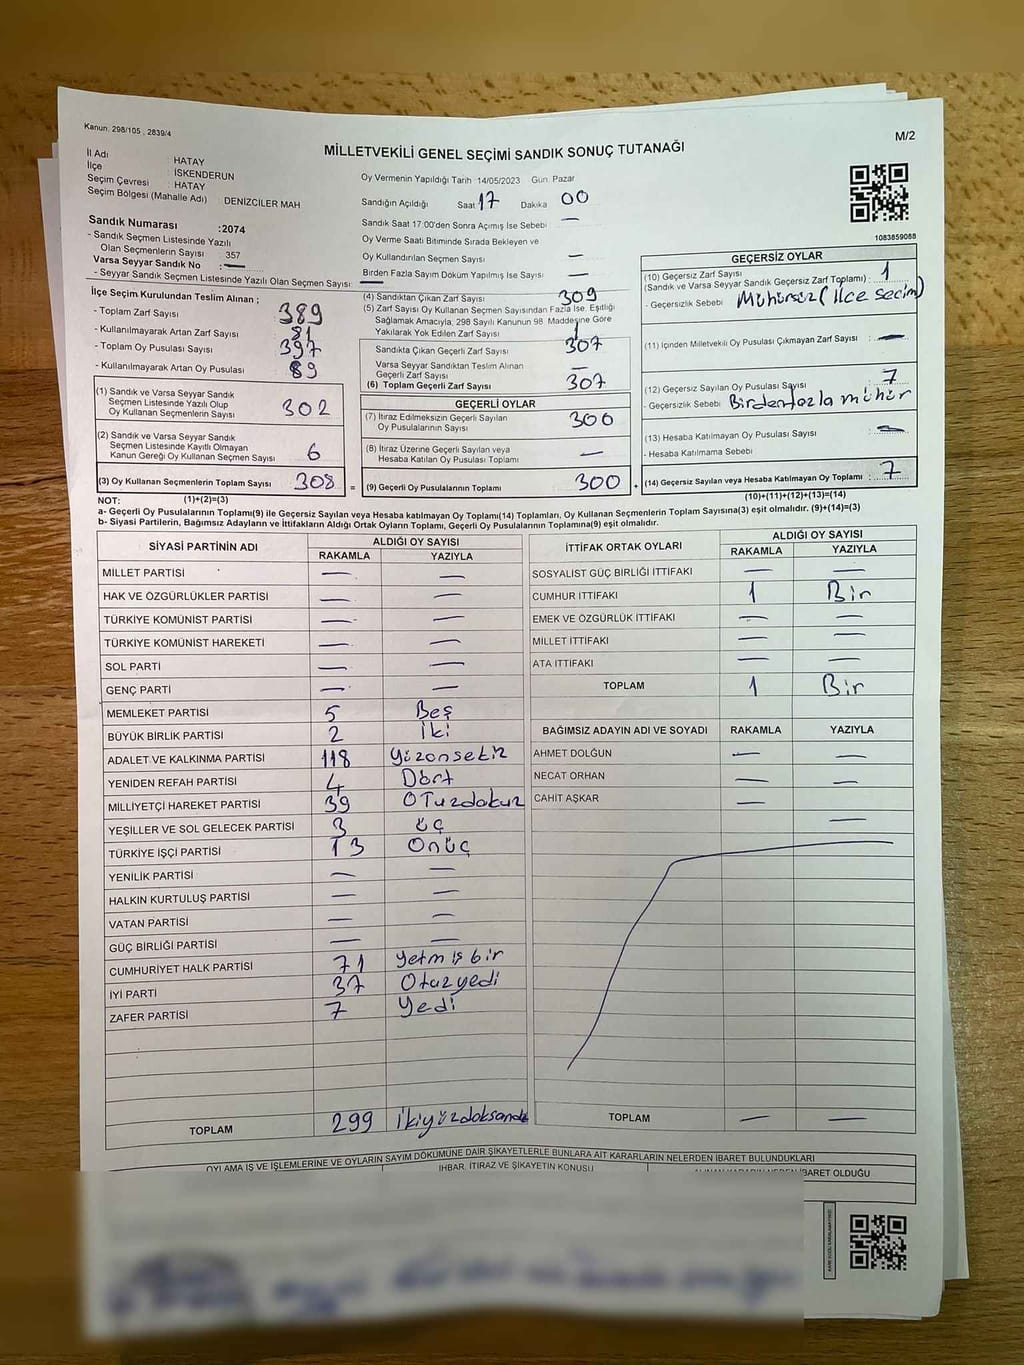 Kanun. 298/105 , 2839/4
M/2
MİLLETVEKİLİ GENEL SEÇİMİ SANDIK SONUÇ TUTANAĞI
İl Adı : HATAY
İlçe : İSKENDERUN
Seçim Çevresi : HATAY
Seçim Bölgesi (Mahalle Adı) : DENİZCİLER MAH
Sandık Numarası :2074
- Sandık Seçmen Listesinde Yazılı
Olan Seçmenlerin Sayısı : 357
Varsa Seyyar Sandık No : —
- Seyyar Sandık Seçmen Listesinde Yazılı Olan Seçmen Sayısı: —
Oy Vermenin Yapıldığı Tarih :14/05/2023 Gün: Pazar
Sandığın Açıldığı Saat 17 Dakika 00
Sandık Saat 17:00'den Sonra Açılmış İse Sebebi —
Oy Verme Saati Bitiminde Sırada Bekleyen ve
Oy Kullandırılan Seçmen Sayısı —
Birden Fazla Sayım Döküm Yapılmış İse Sayısı —
1083859088
İlçe Seçim Kurulundan Teslim Alınan ;
- Toplam Zarf Sayısı : 389
- Kullanılmayarak Artan Zarf Sayısı : 81
- Toplam Oy Pusulası Sayısı : 397
- Kullanılmayarak Artan Oy Pusulası : 89
(1) Sandık ve Varsa Seyyar Sandık
Seçmen Listesinde Yazılı Olup
Oy Kullanan Seçmenlerin Sayısı 302
(2) Sandık ve Varsa Seyyar Sandık
Seçmen Listesinde Kayıtlı Olmayan
Kanun Gereği Oy Kullanan Seçmen Sayısı 6
(3) Oy Kullanan Seçmenlerin Toplam Sayısı 308 =
(4) Sandıktan Çıkan Zarf Sayısı 309
(5) Zarf Sayısı Oy Kullanan Seçmen Sayısından Fazla İse, Eşitliği
Sağlamak Amacıyla, 298 Sayılı Kanunun 98. Maddesine Göre
Yakılarak Yok Edilen Zarf Sayısı 1
Sandıkta Çıkan Geçerli Zarf Sayısı 307
Varsa Seyyar Sandıktan Teslim Alınan
Geçerli Zarf Sayısı —
(6) Toplam Geçerli Zarf Sayısı 307
GEÇERLİ OYLAR
(7) İtiraz Edilmeksizin Geçerli Sayılan
Oy Pusulalarının Sayısı 300
(8) İtiraz Üzerine Geçerli Sayılan veya
Hesaba Katılan Oy Pusulası Toplamı —
(9) Geçerli Oy Pusulalarının Toplamı 300 +
GEÇERSİZ OYLAR
(10) Geçersiz Zarf Sayısı : 1
(Sandık ve Varsa Seyyar Sandık Geçersiz Zarf Toplamı)
- Geçersizlik Sebebi Mühürsüz (ilce secim)
(11) İçinden Milletvekili Oy Pusulası Çıkmayan Zarf Sayısı : —
(12) Geçersiz Sayılan Oy Pusulası Sayısı : 7
- Geçersizlik Sebebi Birdenfazla mühür
(13) Hesaba Katılmayan Oy Pusulası Sayısı : —
- Hesaba Katılmama Sebebi
(14) Geçersiz Sayılan veya Hesaba Katılmayan Oy Toplamı : 7
NOT: (1)+(2)=(3) (10)+(11)+(12)+(13)=(14)
a- Geçerli Oy Pusulalarının Toplamı(9) ile Geçersiz Sayılan veya Hesaba katılmayan Oy Toplamı(14) Toplamları, Oy Kullanan Seçmenlerin Toplam Sayısına(3) eşit olmalıdır. (9)+(14)=(3)
b- Siyasi Partilerin, Bağımsız Adayların ve İttifakların Aldığı Ortak Oyların Toplamı, Geçerli Oy Pusulalarının Toplamına(9) eşit olmalıdır.
SİYASİ PARTİNİN ADI ALDIĞI OY SAYISI
RAKAMLA YAZIYLA
MİLLET PARTİSİ — —
HAK VE ÖZGÜRLÜKLER PARTİSİ — —
TÜRKİYE KOMÜNİST PARTİSİ — —
TÜRKİYE KOMÜNİST HAREKETİ — —
SOL PARTİ — —
GENÇ PARTİ — —
MEMLEKET PARTİSİ 5 Beş
BÜYÜK BİRLİK PARTİSİ 2 İki
ADALET VE KALKINMA PARTİSİ 118 Yüzonsekiz
YENİDEN REFAH PARTİSİ 4 Dört
MİLLİYETÇİ HAREKET PARTİSİ 39 Otuzdokuz
YEŞİLLER VE SOL GELECEK PARTİSİ 3 üç
TÜRKİYE İŞÇİ PARTİSİ 13 Onüç
YENİLİK PARTİSİ — —
HALKIN KURTULUŞ PARTİSİ — —
VATAN PARTİSİ — —
GÜÇ BİRLİĞİ PARTİSİ — —
CUMHURİYET HALK PARTİSİ 71 Yetmişbir
İYİ PARTİ 37 Otuzyedi
ZAFER PARTİSİ 7 Yedi
TOPLAM 299
İTTİFAK ORTAK OYLARI ALDIĞI OY SAYISI
RAKAMLA YAZIYLA
SOSYALİST GÜÇ BİRLİĞİ İTTİFAKI — —
CUMHUR İTTİFAKI 1 Bir
EMEK VE ÖZGÜRLÜK İTTİFAKI — —
MİLLET İTTİFAKI — —
ATA İTTİFAKI — —
TOPLAM 1 Bir
BAĞIMSIZ ADAYIN ADI VE SOYADI RAKAMLA YAZIYLA
AHMET DOLĞUN — —
NECAT ORHAN — —
CAHİT AŞKAR — —
TOPLAM — —
OYLAMA İŞ VE İŞLEMLERİNE VE OYLARIN SAYIM DÖKÜMÜNE DAİR ŞİKAYETLERLE BUNLARA AİT KARARLARIN NELERDEN İBARET BULUNDUKLARI
İHBAR, İTİRAZ VE ŞİKAYETİN KONUSU
ALINAN KARARIN NEDEN İBARET OLDUĞU